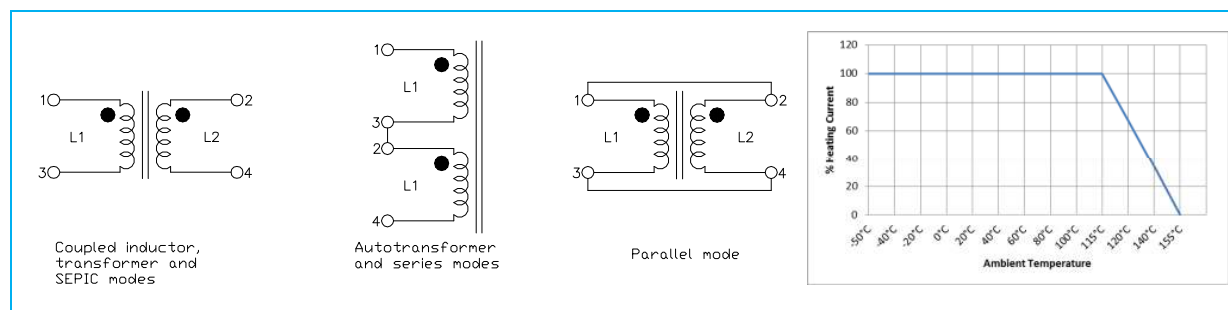 1
2
L1
L2
3
4
Coupled inductor,
transformer and
SEPIC modes
1
L1
3
2
L1
4
Autotransformer
and series modes
1
2
L1
L2
3
4
Parallel mode
120
100
80
60
40
20
0
% Heating Current
-50°C
-40°C
-20°C
0°C
20°C
40°C
60°C
80°C
100°C
115°C
120°C
140°C
155°C
Ambient Temperature